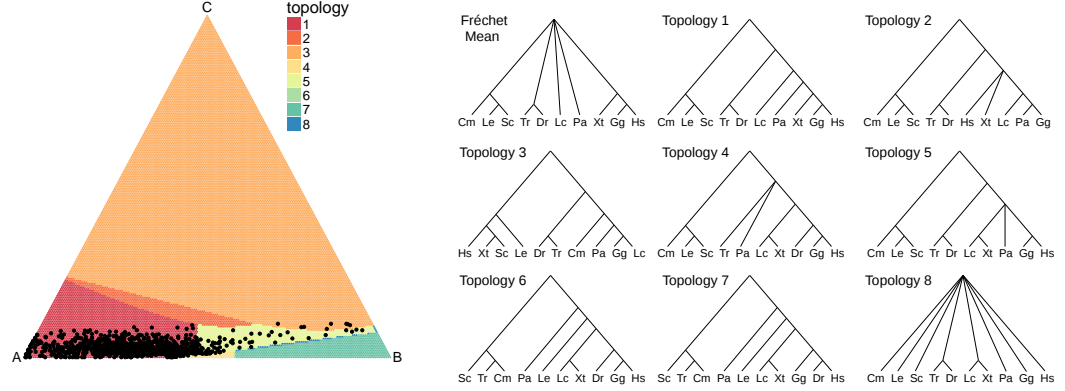 C
topology
1
2
3
4
5
6
7
8
A
B
Fréchet
Mean
Cm Le Sc Tr Dr Lc Pa Xt Gg Hs
Topology 1
Cm Le Sc Tr Dr Lc Pa Xt Gg Hs
Topology 2
Cm Le Sc Tr Dr Hs Xt Lc Pa Gg
Topology 3
Hs Xt Sc Le Dr Tr Cm Pa Gg Lc
Topology 4
Cm Le Sc Tr Pa Lc Xt Dr Gg Hs
Topology 5
Cm Le Sc Tr Dr Lc Xt Pa Gg Hs
Topology 6
Sc Tr Cm Pa Le Lc Xt Dr Gg Hs
Topology 7
Sc Tr Cm Pa Le Lc Xt Gg Dr Hs
Topology 8
Cm Le Sc Tr Dr Lc Xt Pa Gg Hs